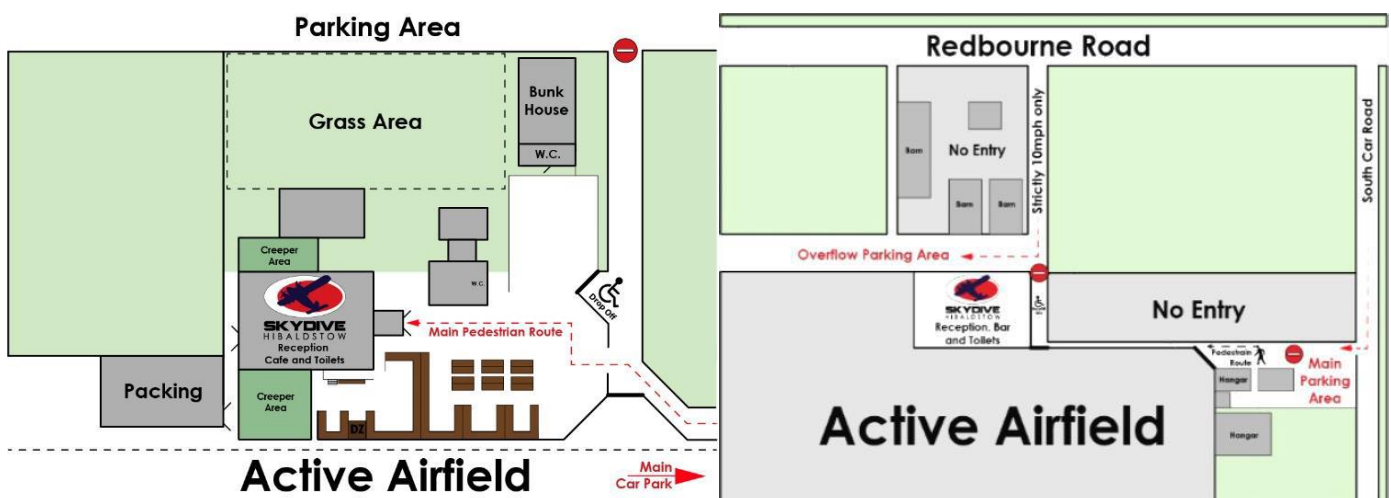 Parking Area
Grass Area
Bunk
House
W.C.
Creeper
Area
W.C.
SKYDIVE
HIBALDSTOW
Reception
Cafe and Toilets
Drop Off
Main Pedestrian Route
Packing
Creeper
Area
DZ
Active Airfield
Main
Car Park
Redbourne Road
Barn
No Entry
Barn
Barn
Strictly 10mph only
South Car Road
Overflow Parking Area
SKYDIVE
HIBALDSTOW
Reception, Bar
and Toilets
No Entry
Pedestrain
Route
Main
Parking
Area
Hangar
Hangar
Active Airfield